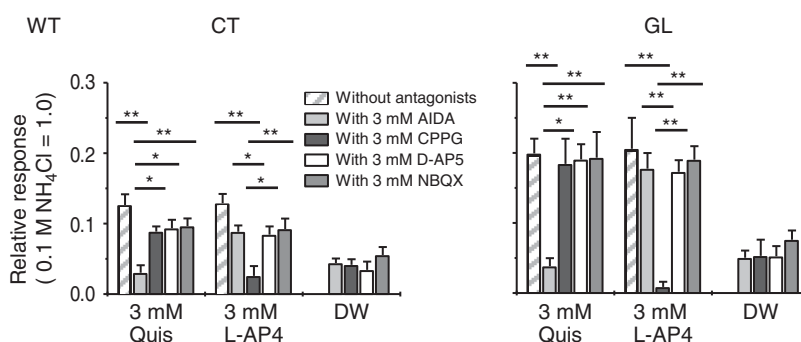 WT
CT
GL
Relative response
( 0.1 M NH4Cl = 1.0)
0.3
0.2
0.1
0.0
**
**
*
*
**
**
*
*
Without antagonists
With 3 mM AIDA
With 3 mM CPPG
With 3 mM D-AP5
With 3 mM NBQX
3 mM
Quis
3 mM
L-AP4
DW
**
**
**
*
**
**
**
**
3 mM
Quis
3 mM
L-AP4
DW